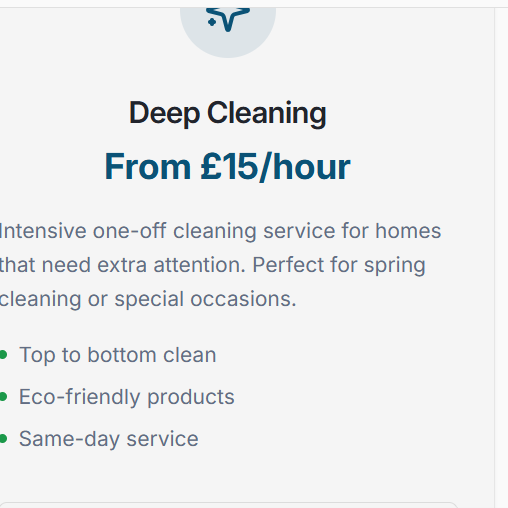 Deep Cleaning
From £15/hour
Intensive one-off cleaning service for homes
that need extra attention. Perfect for spring
cleaning or special occasions.
Top to bottom clean
Eco-friendly products
Same-day service